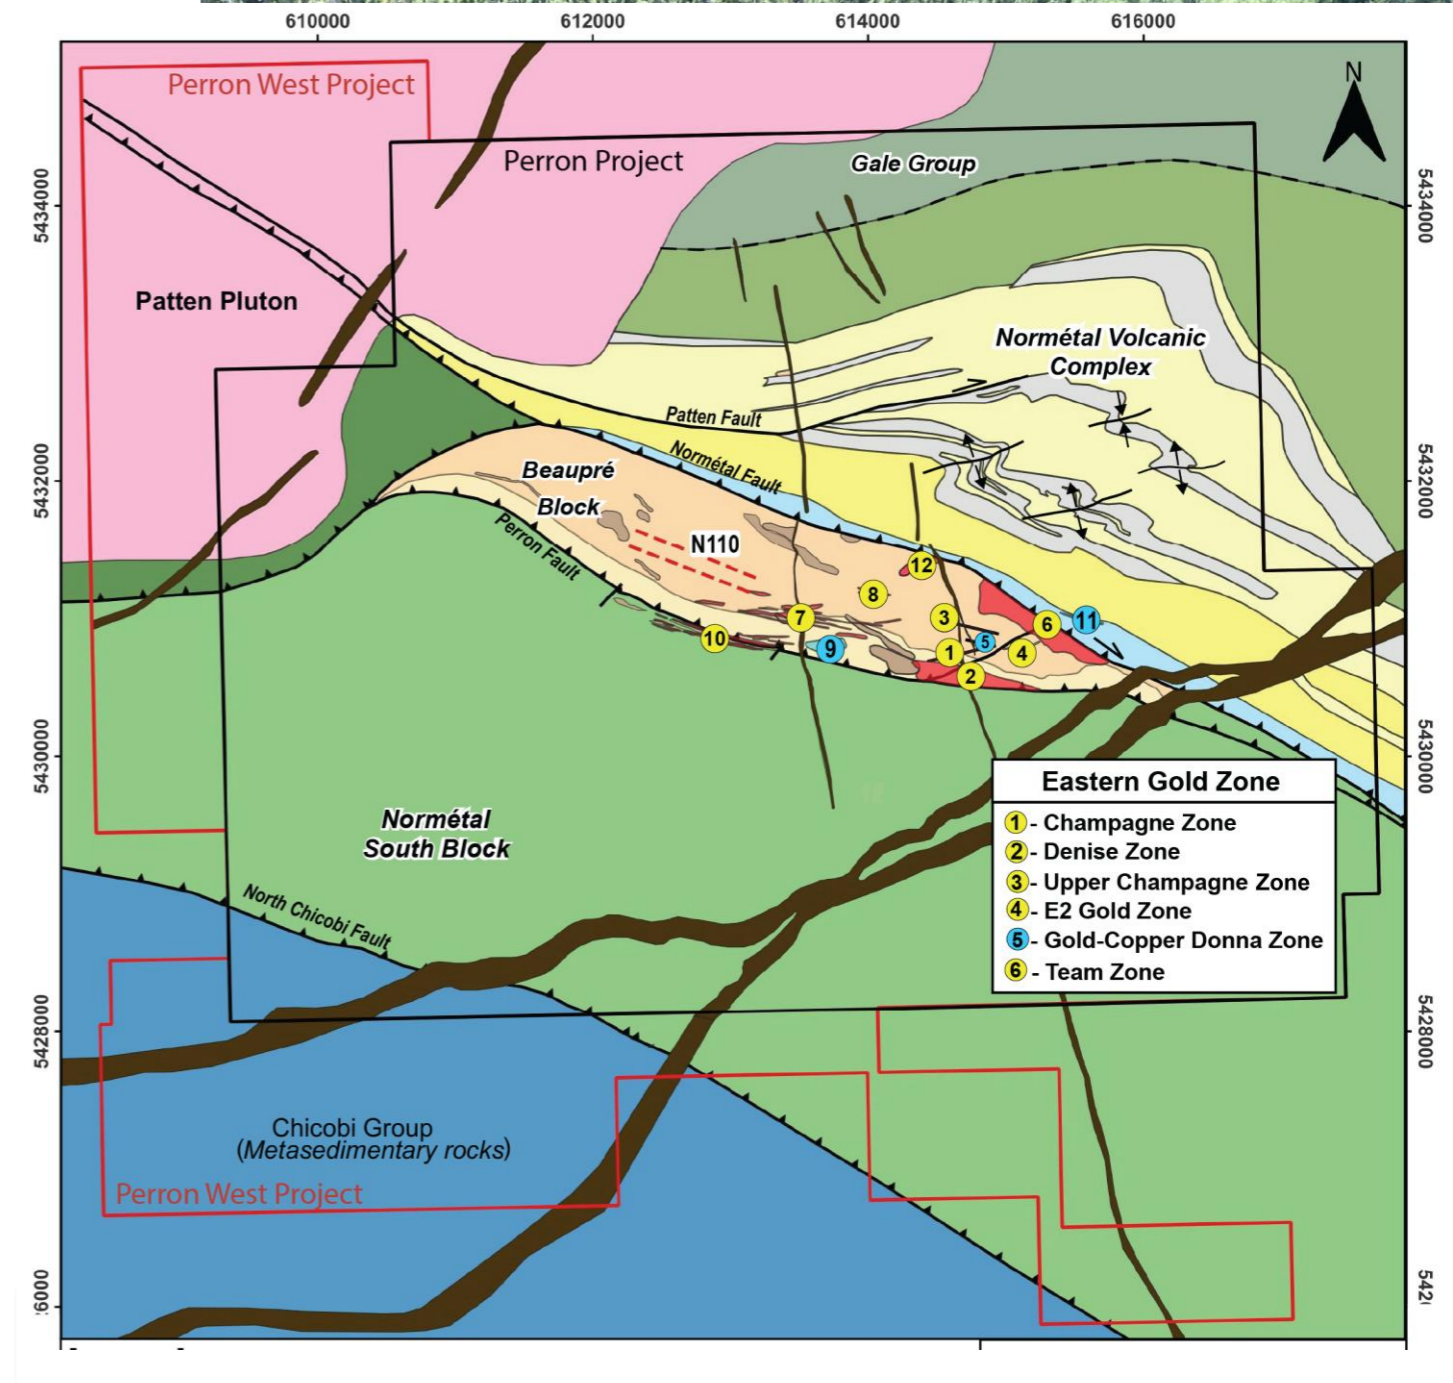 610000 612000 614000 616000
N
Perron West Project
Perron Project
Gale Group
5434000
5434000
Patten Pluton
Normétal Volcanic
Complex
Patten Fault
Normétal Fault
5432000
5432000
Beaupré
Block
N110
Perron Fault
12
8
7
3
6
11
10
9
1
5
4
2
5430000
5430000
Eastern Gold Zone
1 - Champagne Zone
2 - Denise Zone
3 - Upper Champagne Zone
4 - E2 Gold Zone
5 - Gold-Copper Donna Zone
6 - Team Zone
Normétal
South Block
North Chicobi Fault
5428000
5428000
Chicobi Group
(Metasedimentary rocks)
Perron West Project
6000
542